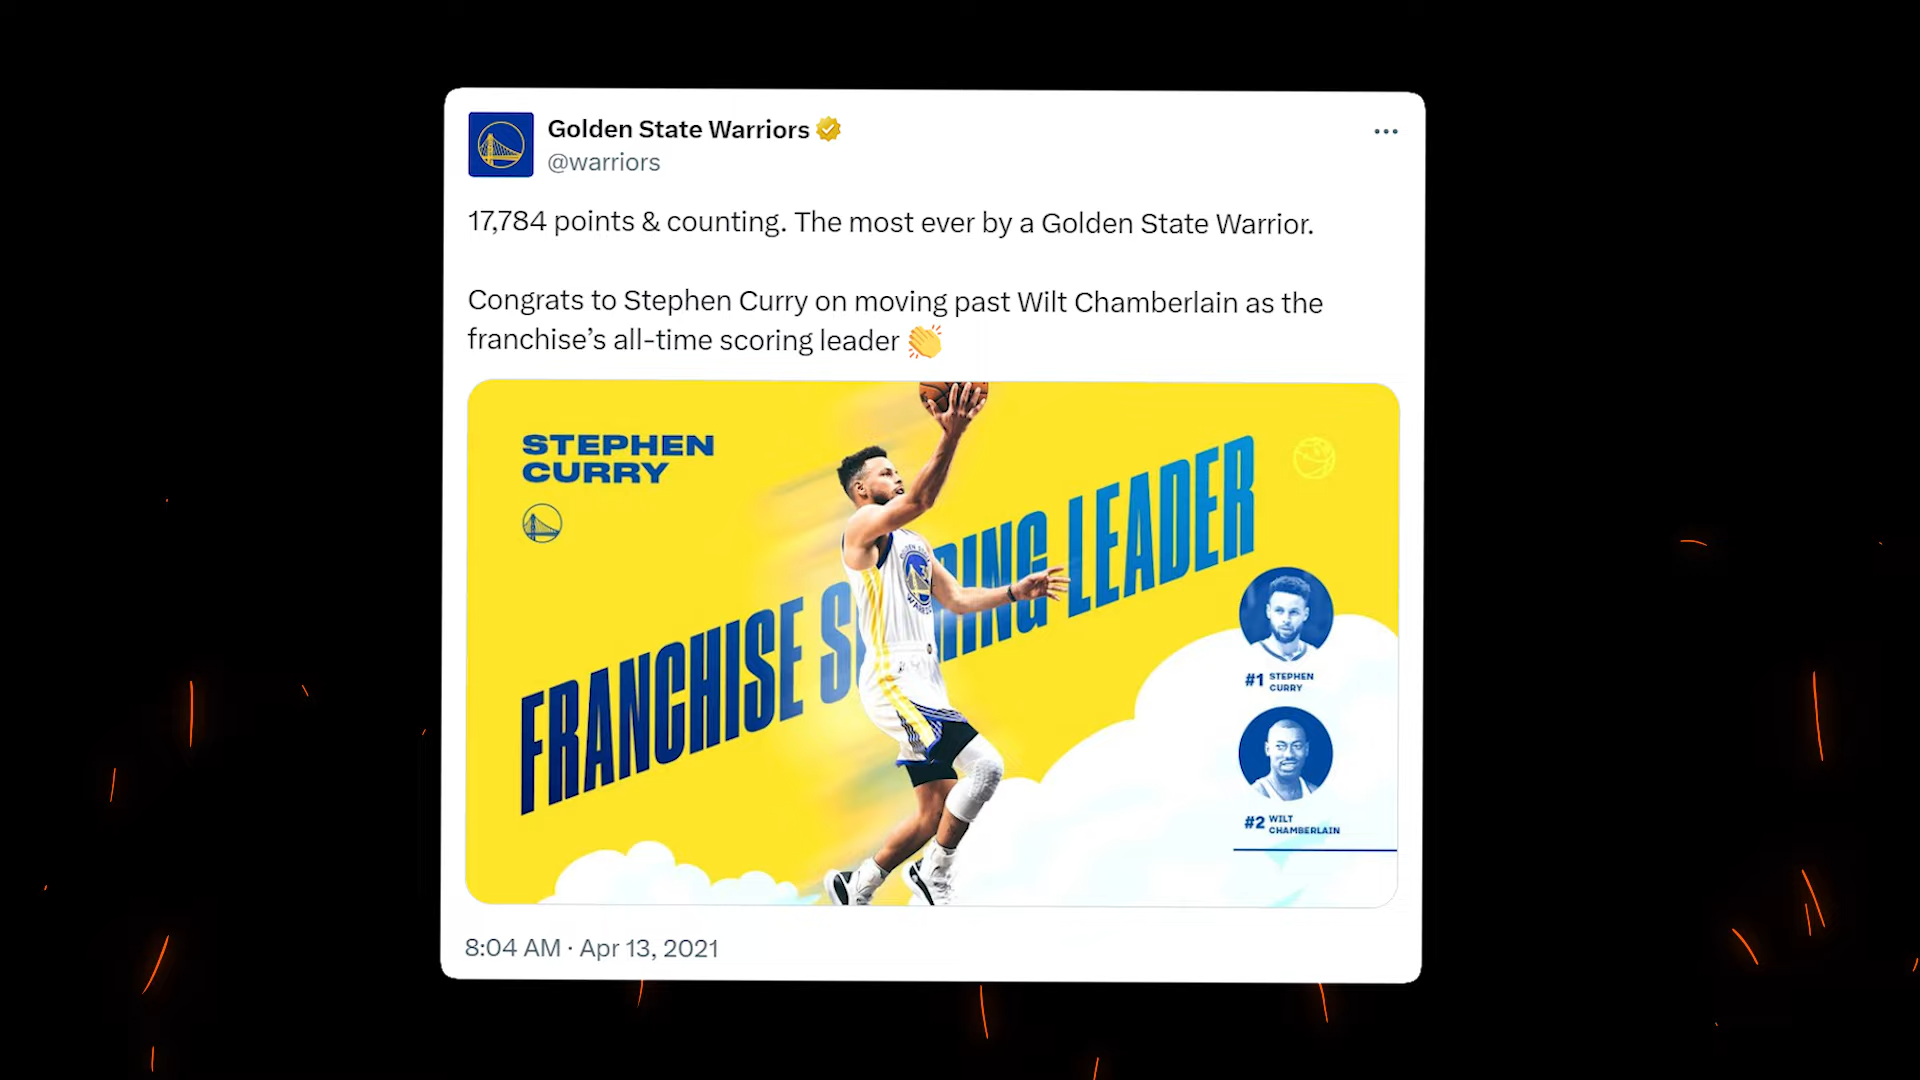 Golden State Warriors
@warriors
17,784 points & counting. The most ever by a Golden State Warrior.
Congrats to Stephen Curry on moving past Wilt Chamberlain as the
franchise’s all-time scoring leader 👏
STEPHEN
CURRY
FRANCHISE S RING LEADER
#1 STEPHEN
CURRY
#2 WILT
CHAMBERLAIN
8:04 AM · Apr 13, 2021